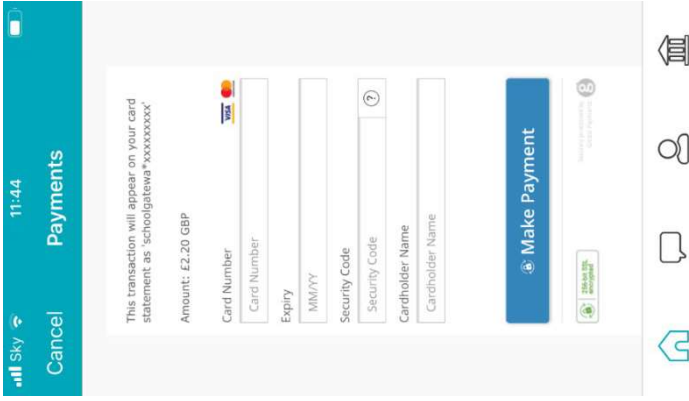 Sky
11:44
Cancel
Payments
This transaction will appear on your card
statement as 'schoolgatewa*xxxxxxxxx'
Amount: £2.20 GBP
Card Number
VISA
Card Number
Expiry
MM/YY
Security Code
Security Code
?
Cardholder Name
Cardholder Name
Make Payment
256-bit TLS
encrypted